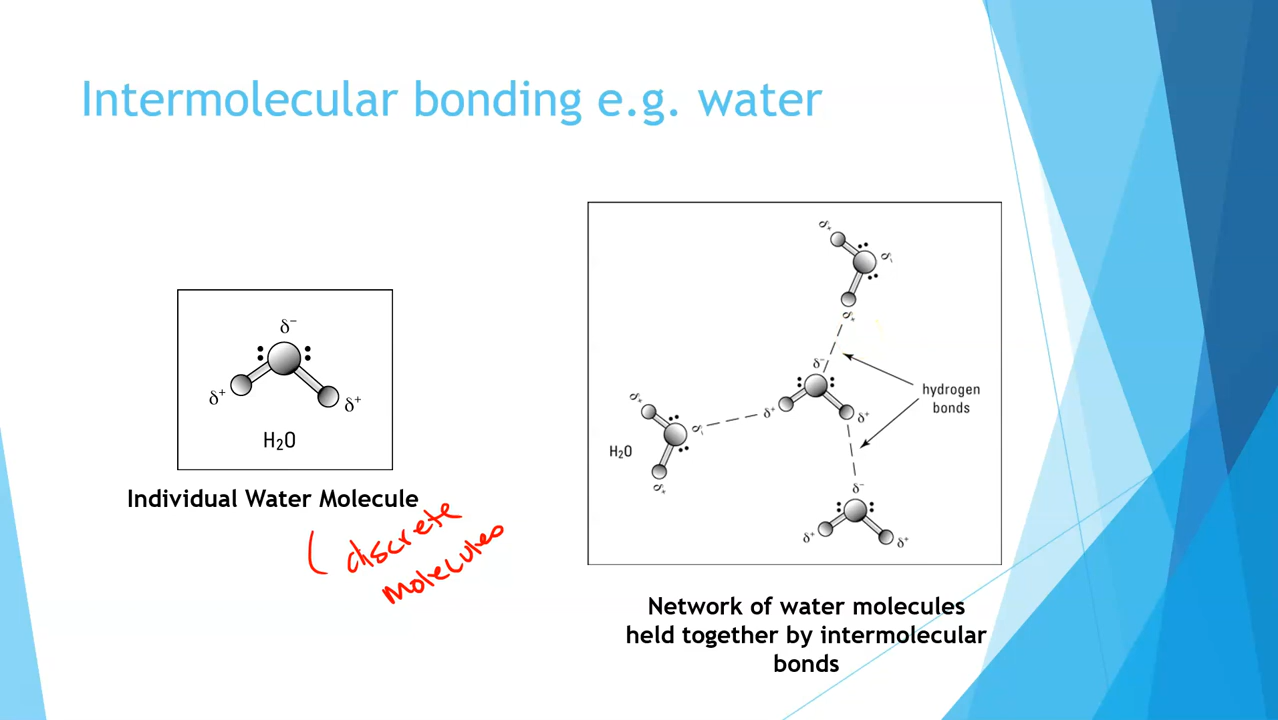 Intermolecular bonding e.g. water
δ⁻
δ⁺
δ⁺
H₂O
Individual Water Molecule
(discrete
molecules
δ⁺
δ⁻
δ⁺
δ⁻
hydrogen
bonds
δ⁺
δ⁺
δ⁺
δ⁻
H₂O
δ⁺
δ⁻
δ⁺
δ⁺
Network of water molecules
held together by intermolecular
bonds